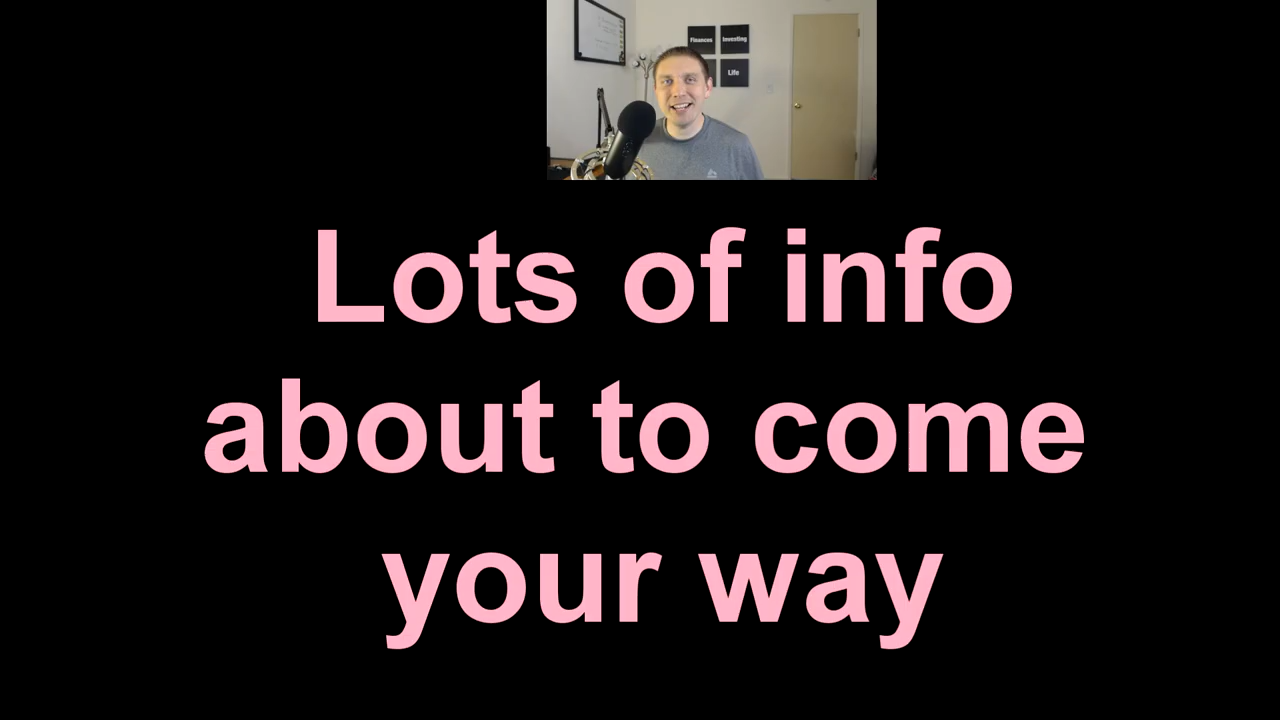 Finances
Investing
Life
Lots of info
about to come
your way